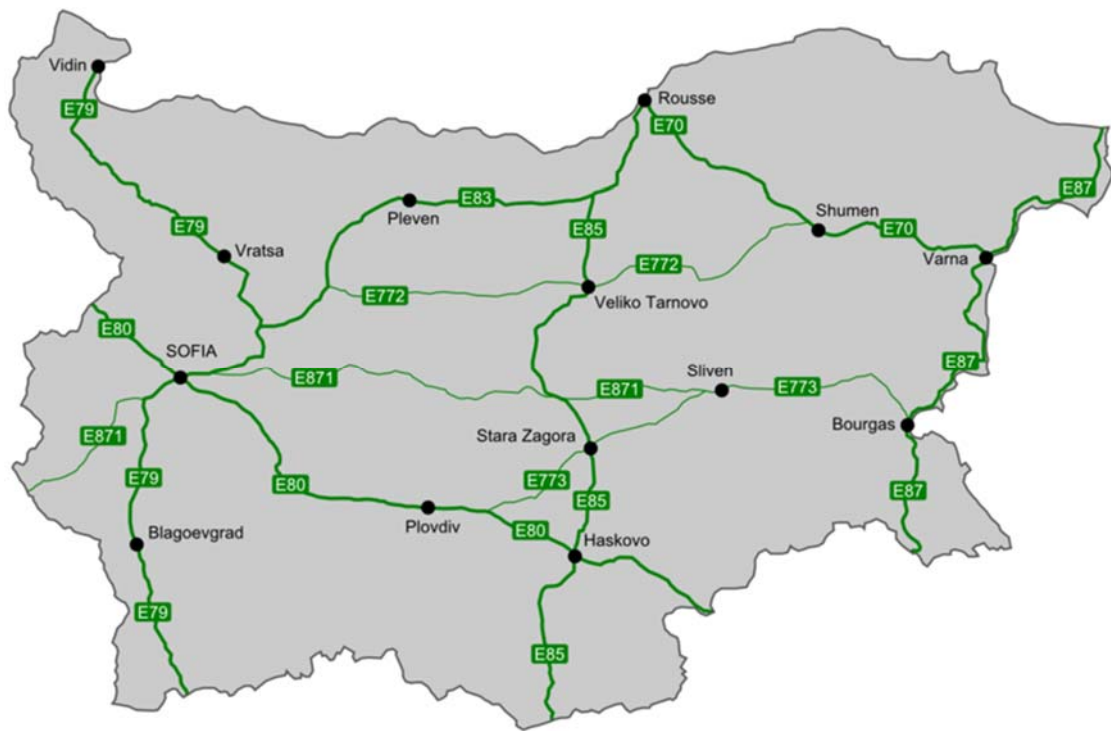 Vidin
E79
Rousse
E70
E87
E83
Pleven
Shumen
E79
E85
E70
Vratsa
Varna
E772
E772
Veliko Tarnovo
E80
SOFIA
E87
Sliven
E871
E871
E773
Bourgas
E871
Stara Zagora
E79
E773
E80
E87
E85
Plovdiv
E80
Blagoevgrad
Haskovo
E79
E85